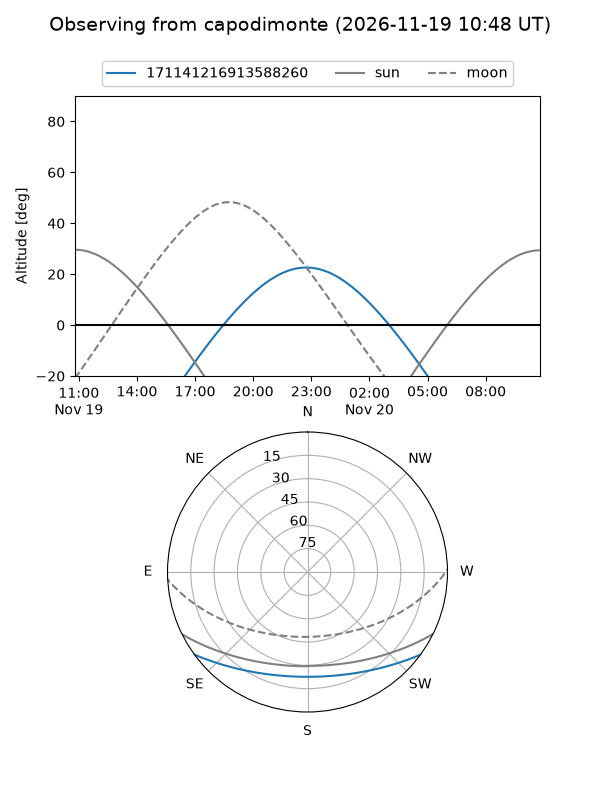 Observing from capodimonte (2026-11-19 10:48 UT)
171141216913588260 sun moon
Altitude [deg]
80
60
40
20
0
−20
11:00 14:00 17:00 20:00 23:00 02:00 05:00 08:00
Nov 19 Nov 20
N
NE NW
15
30
45
60
75
E W
SE SW
S